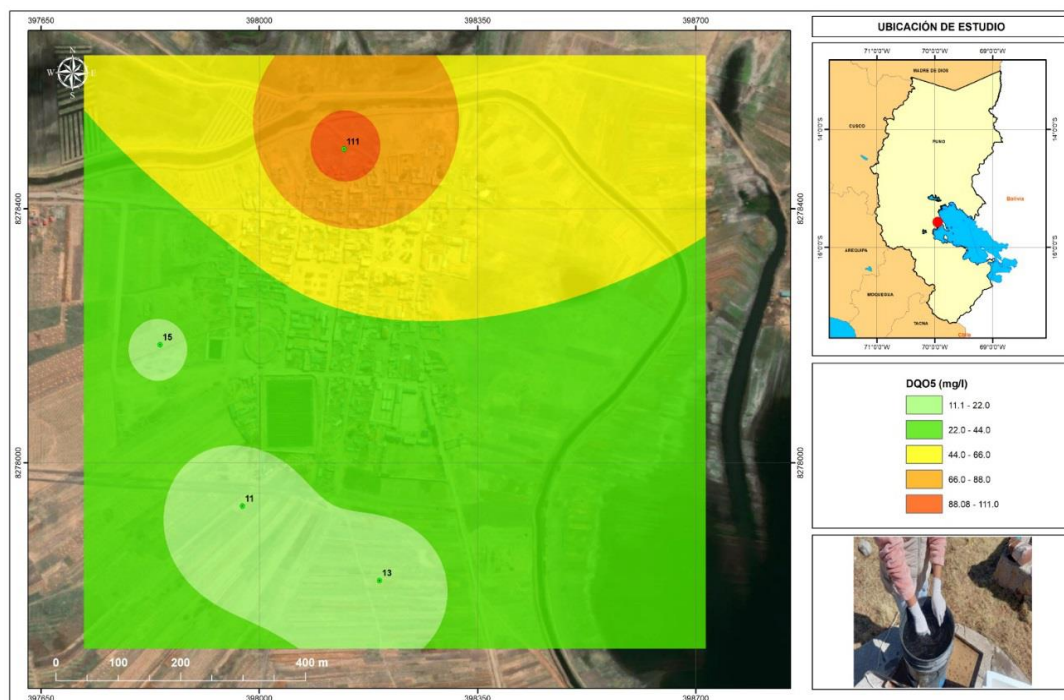 397650 398000 398350 398700
N
W E
S
111
8278400 8278400
15
8278000 8278000
11
13
0 100 200 400 m
397650 398000 398350 398700
UBICACIÓN DE ESTUDIO
71°0'0"W 70°0'0"W 69°0'0"W
MADRE DE DIOS
CUSCO
14°0'0"S 14°0'0"S
PUNO
Bolivia
AREQUIPA
16°0'0"S 16°0'0"S
MOQUEGUA
TACNA
71°0'0"W 70°0'0"W 69°0'0"W
DQO5 (mg/l)
11.1 - 22.0
22.0 - 44.0
44.0 - 66.0
66.0 - 88.0
88.08 - 111.0